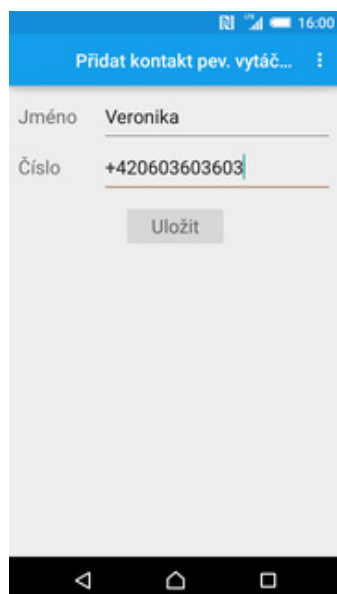 16:00
Přidat kontakt pev. vytáč...
Jméno Veronika
Číslo +420603603603
Uložit